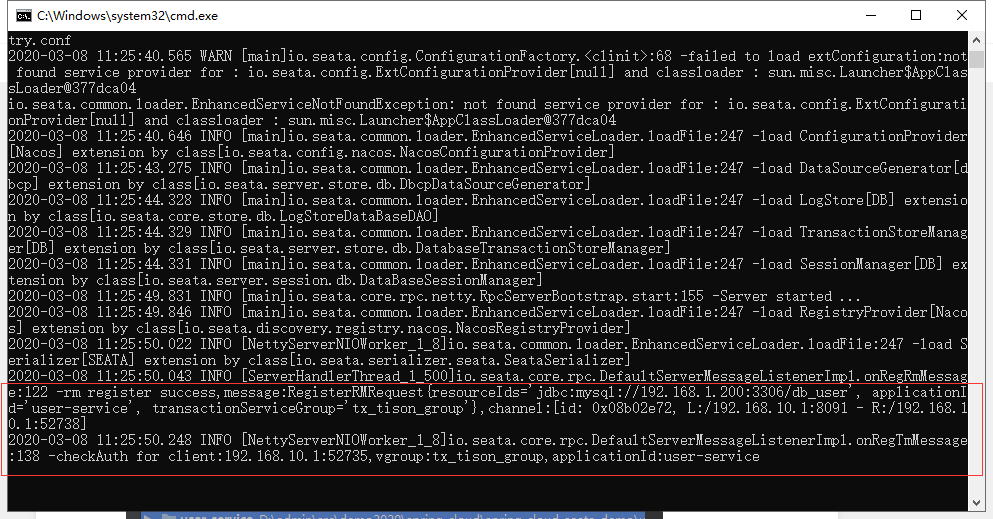 C:\Windows\system32\cmd.exe
try.conf
2020-03-08 11:25:40.565 WARN [main]io.seata.config.ConfigurationFactory.<clinit>:68 -failed to load extConfiguration:not
 found service provider for : io.seata.config.ExtConfigurationProvider[null] and classloader : sun.misc.Launcher$AppClas
sLoader@377dca04
io.seata.common.loader.EnhancedServiceNotFoundException: not found service provider for : io.seata.config.ExtConfigurati
onProvider[null] and classloader : sun.misc.Launcher$AppClassLoader@377dca04
2020-03-08 11:25:40.646 INFO [main]io.seata.common.loader.EnhancedServiceLoader.loadFile:247 -load ConfigurationProvider
[Nacos] extension by class[io.seata.config.nacos.NacosConfigurationProvider]
2020-03-08 11:25:43.275 INFO [main]io.seata.common.loader.EnhancedServiceLoader.loadFile:247 -load DataSourceGenerator[d
bcp] extension by class[io.seata.server.store.db.DbcpDataSourceGenerator]
2020-03-08 11:25:44.328 INFO [main]io.seata.common.loader.EnhancedServiceLoader.loadFile:247 -load LogStore[DB] extensio
n by class[io.seata.core.store.db.LogStoreDataBaseDAO]
2020-03-08 11:25:44.329 INFO [main]io.seata.common.loader.EnhancedServiceLoader.loadFile:247 -load TransactionStoreManag
er[DB] extension by class[io.seata.server.store.db.DatabaseTransactionStoreManager]
2020-03-08 11:25:44.331 INFO [main]io.seata.common.loader.EnhancedServiceLoader.loadFile:247 -load SessionManager[DB] ex
tension by class[io.seata.server.session.db.DataBaseSessionManager]
2020-03-08 11:25:49.831 INFO [main]io.seata.core.rpc.netty.RpcServerBootstrap.start:155 -Server started ...
2020-03-08 11:25:49.846 INFO [main]io.seata.common.loader.EnhancedServiceLoader.loadFile:247 -load RegistryProvider[Naco
s] extension by class[io.seata.discovery.registry.nacos.NacosRegistryProvider]
2020-03-08 11:25:50.022 INFO [NettyServerNIOWorker_1_8]io.seata.common.loader.EnhancedServiceLoader.loadFile:247 -load S
erializer[SEATA] extension by class[io.seata.serializer.seata.SeataSerializer]
2020-03-08 11:25:50.043 INFO [ServerHandlerThread_1_500]io.seata.core.rpc.DefaultServerMessageListenerImpl.onRegRmMessag
e:122 -rm register success,message:RegisterRMRequest{resourceIds='jdbc:mysql://192.168.1.200:3306/db_user', applicationI
d='user-service', transactionServiceGroup='tx_tison_group'},channel:[id: 0x08b02e72, L:/192.168.10.1:8091 - R:/192.168.1
0.1:52738]
2020-03-08 11:25:50.248 INFO [NettyServerNIOWorker_1_8]io.seata.core.rpc.DefaultServerMessageListenerImpl.onRegTmMessage
:138 -checkAuth for client:192.168.10.1:52735,vgroup:tx_tison_group,applicationId:user-service